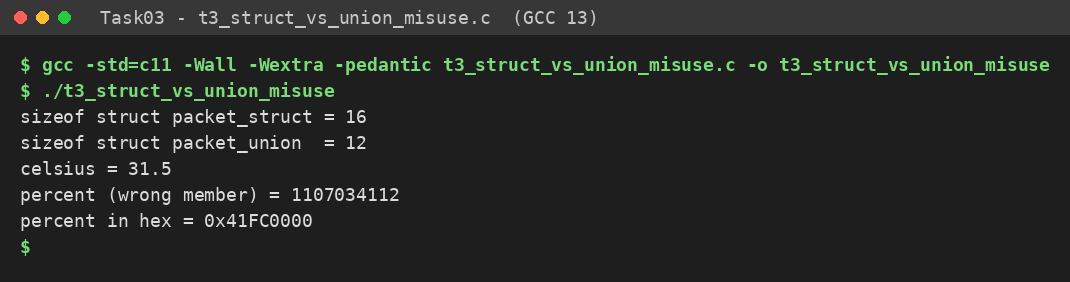 Task03 - t3_struct_vs_union_misuse.c  (GCC 13)
$ gcc -std=c11 -Wall -Wextra -pedantic t3_struct_vs_union_misuse.c -o t3_struct_vs_union_misuse
$ ./t3_struct_vs_union_misuse
sizeof struct packet_struct = 16
sizeof struct packet_union  = 12
celsius = 31.5
percent (wrong member) = 1107034112
percent in hex = 0x41FC0000
$